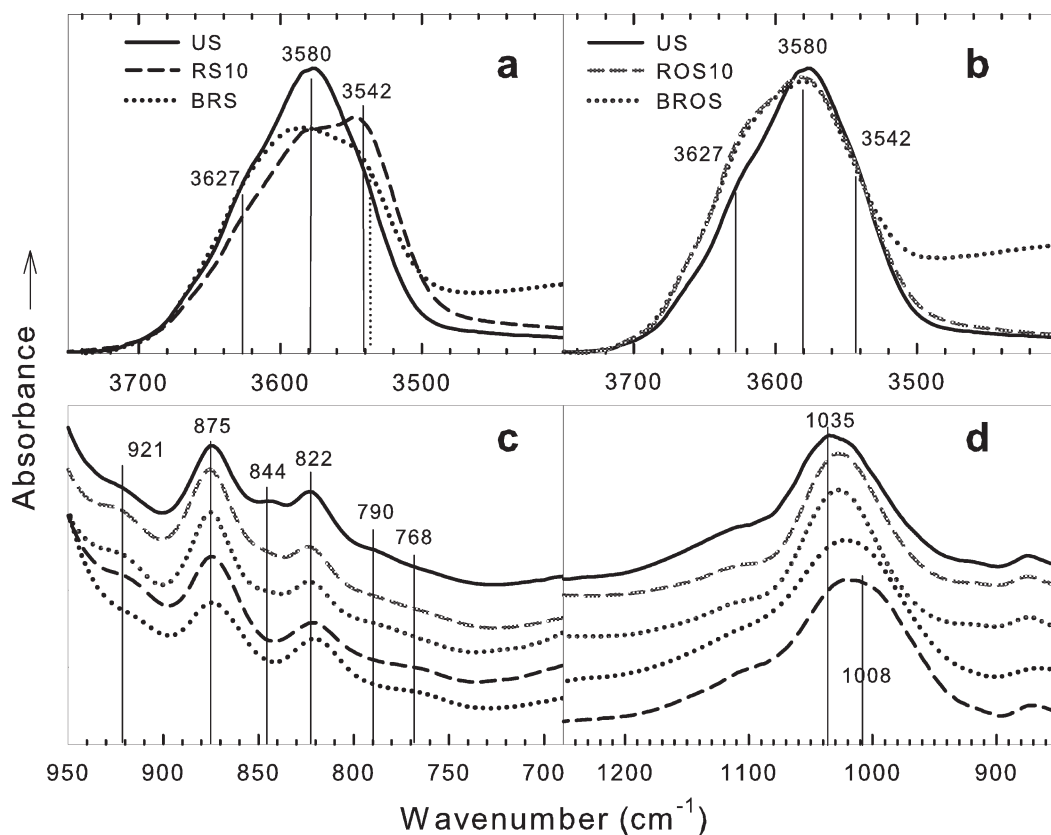 US
RS10
BRS
3580
3542
3627
a
US
ROS10
BROS
3580
3542
3627
b
3700 3600 3500
3700 3600 3500
Absorbance →
921
875
844
822
790
768
c
1035
1008
d
950 900 850 800 750 700
1200 1100 1000 900
Wavenumber (cm⁻¹)